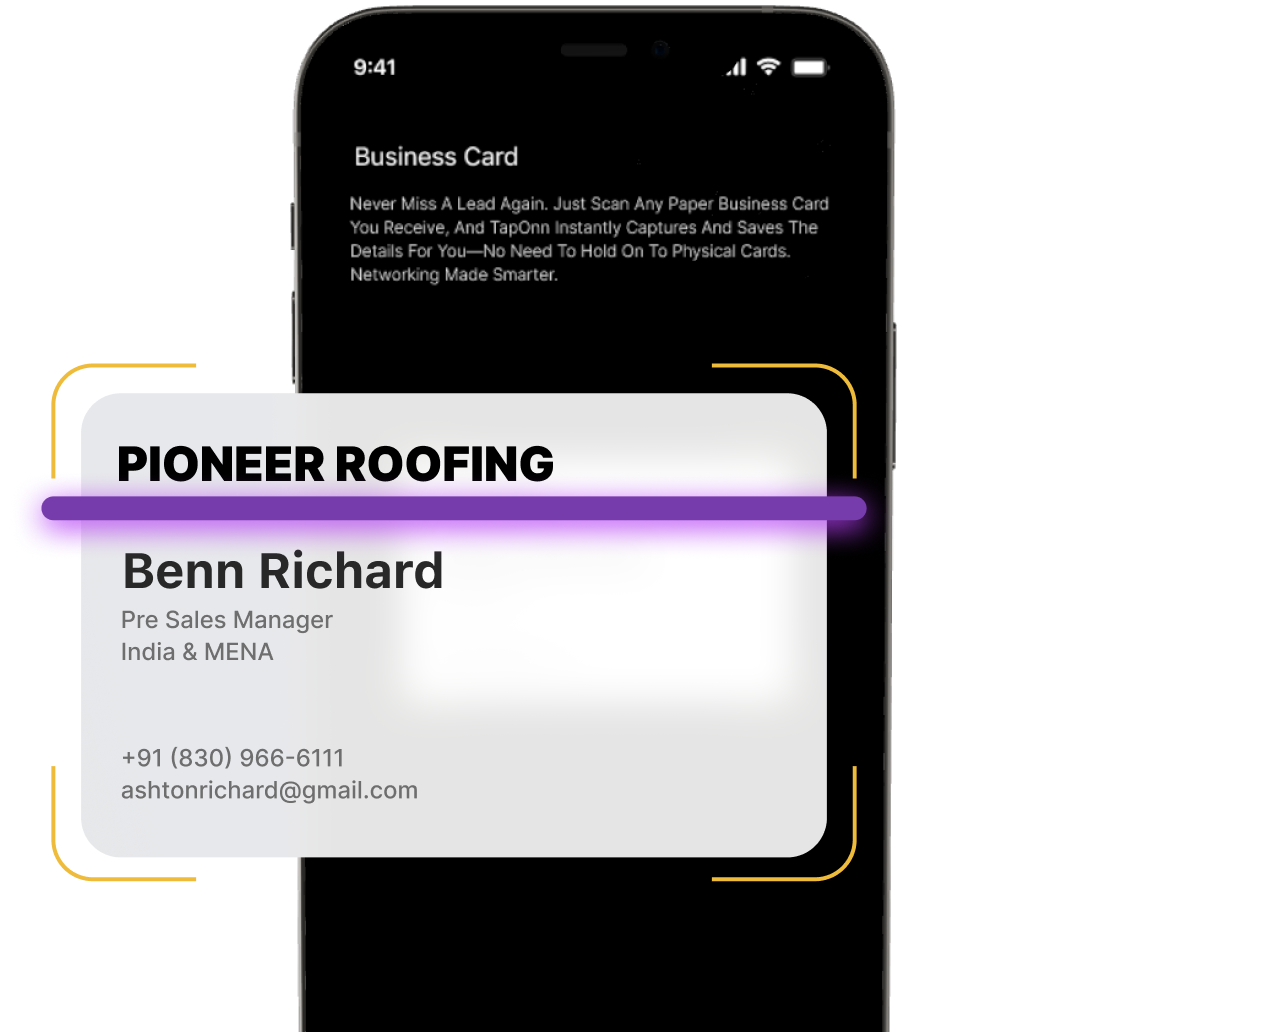 9:41
Business Card
Never Miss A Lead Again. Just Scan Any Paper Business Card
You Receive, And TapOnn Instantly Captures And Saves The
Details For You—No Need To Hold On To Physical Cards.
Networking Made Smarter.
PIONEER ROOFING
Benn Richard
Pre Sales Manager
India & MENA
+91 (830) 966-6111
ashtonrichard@gmail.com